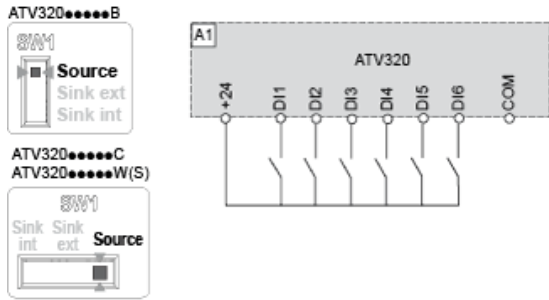 ATV320●●●●●B
SW1
Source
Sink ext
Sink int
ATV320●●●●●C
ATV320●●●●●W(S)
SW1
Sink int
Sink ext
Source
A1
ATV320
+24
DI1
DI2
DI3
DI4
DI5
DI6
COM